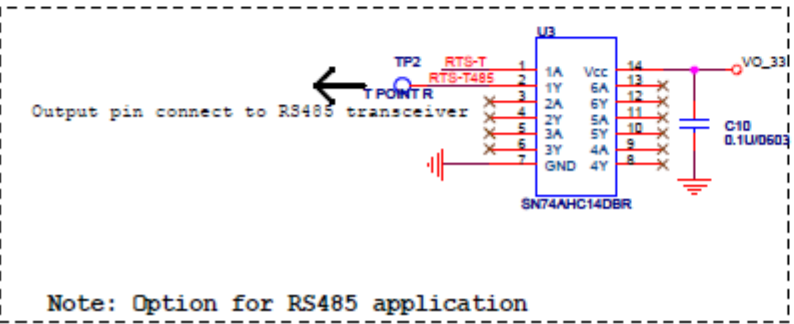 U3
TP2
RTS-T
1
1A
Vcc
14
VO_33
RTS-T485
2
1Y
6A
13
T POINT R
3
2A
6Y
12
Output pin connect to RS485 transceiver
4
2Y
5A
11
5
3A
5Y
10
C10
6
3Y
4A
9
0.1U/0603
7
GND
4Y
8
SN74AHC14DBR
Note: Option for RS485 application